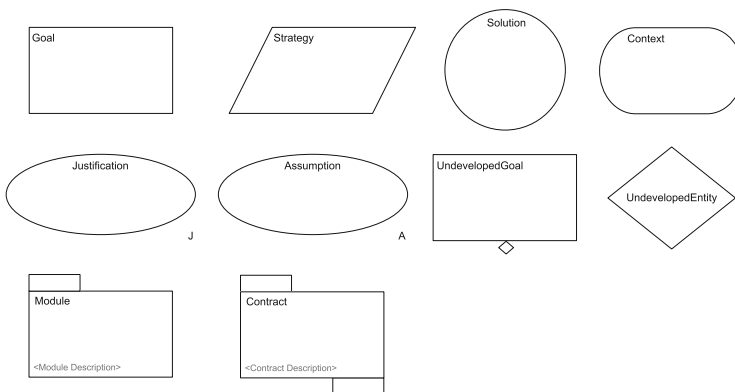 Goal
Strategy
Solution
Context
Justification
J
Assumption
A
UndevelopedGoal
UndevelopedEntity
Module
<Module Description>
Contract
<Contract Description>